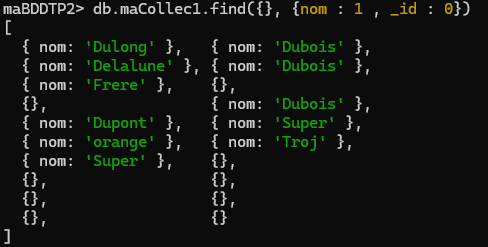 maBDDTP2> db.maCollec1.find({}, {nom : 1 , _id : 0})
[
  { nom: 'Dulong' },   { nom: 'Dubois' },
  { nom: 'Delalune' }, { nom: 'Dubois' },
  { nom: 'Frere' },    {},
  {},                  { nom: 'Dubois' },
  { nom: 'Dupont' },   { nom: 'Super' },
  { nom: 'orange' },   { nom: 'Troj' },
  { nom: 'Super' },    {},
  {},                  {},
  {},                  {},
  {},                  {}
]